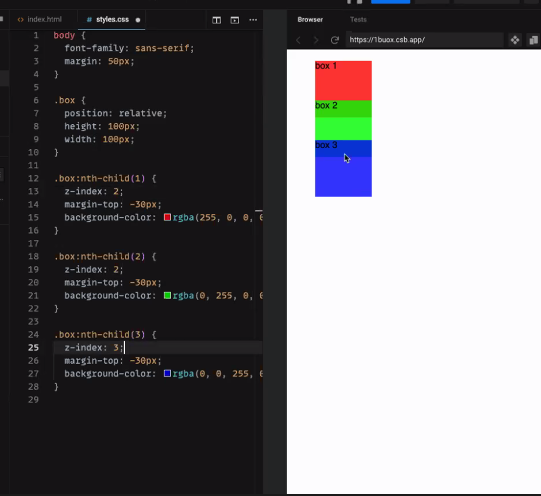 index.html
styles.css
Browser
Tests
https://1buox.csb.app/
1 body {
2 font-family: sans-serif;
3 margin: 50px;
4 }
5
6 .box {
7 position: relative;
8 height: 100px;
9 width: 100px;
10 }
11
12 .box:nth-child(1) {
13 z-index: 2;
14 margin-top: -30px;
15 background-color: rgba(255, 0, 0, 0
16 }
17
18 .box:nth-child(2) {
19 z-index: 2;
20 margin-top: -30px;
21 background-color: rgba(0, 255, 0, 0
22 }
23
24 .box:nth-child(3) {
25 z-index: 3;
26 margin-top: -30px;
27 background-color: rgba(0, 0, 255, 0
28 }
29
box 1
box 2
box 3